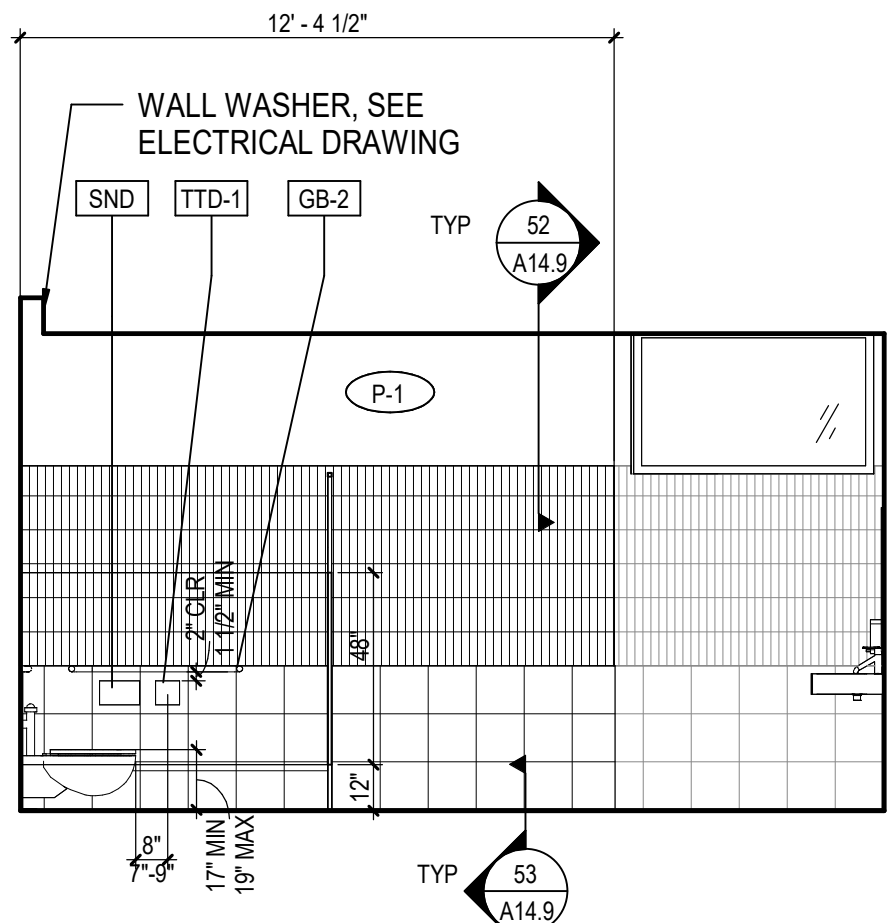 12' - 4 1/2"
WALL WASHER, SEE
ELECTRICAL DRAWING
SND
TTD-1
GB-2
TYP
52
A14.9
P-1
2" CLR
1 1/2" MIN
48"
12"
8"
7"-9"
17" MIN
19" MAX
TYP
53
A14.9